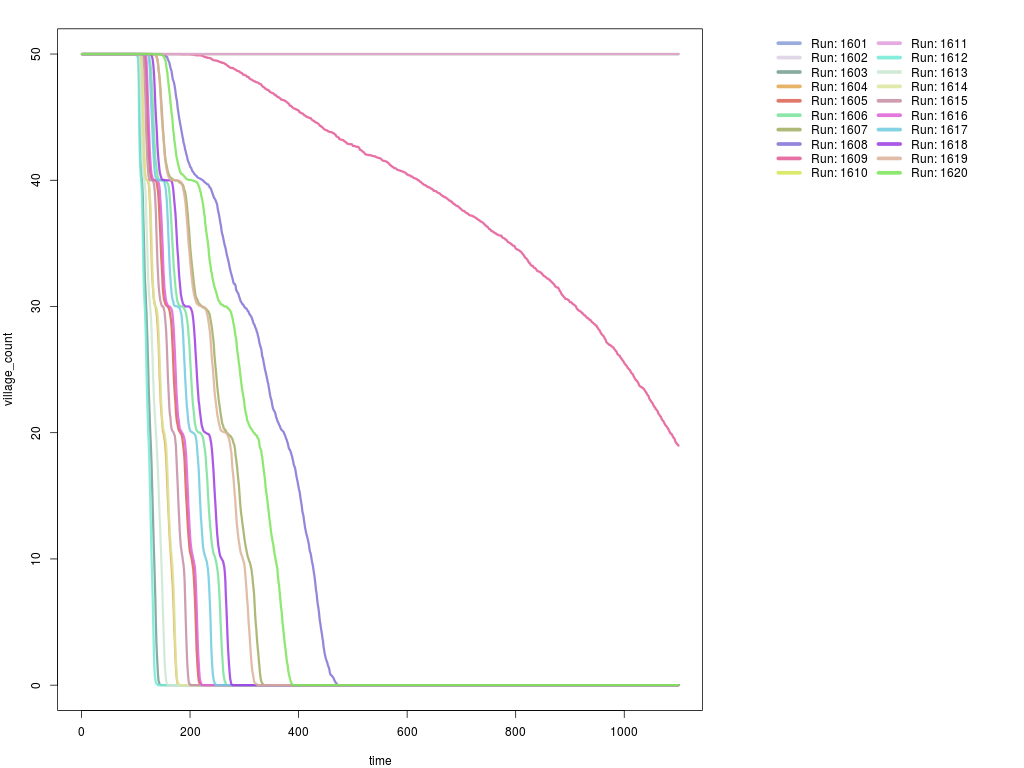 village_count
50
40
30
20
10
0
0 200 400 600 800 1000
time
Run: 1601 Run: 1611
Run: 1602 Run: 1612
Run: 1603 Run: 1613
Run: 1604 Run: 1614
Run: 1605 Run: 1615
Run: 1606 Run: 1616
Run: 1607 Run: 1617
Run: 1608 Run: 1618
Run: 1609 Run: 1619
Run: 1610 Run: 1620